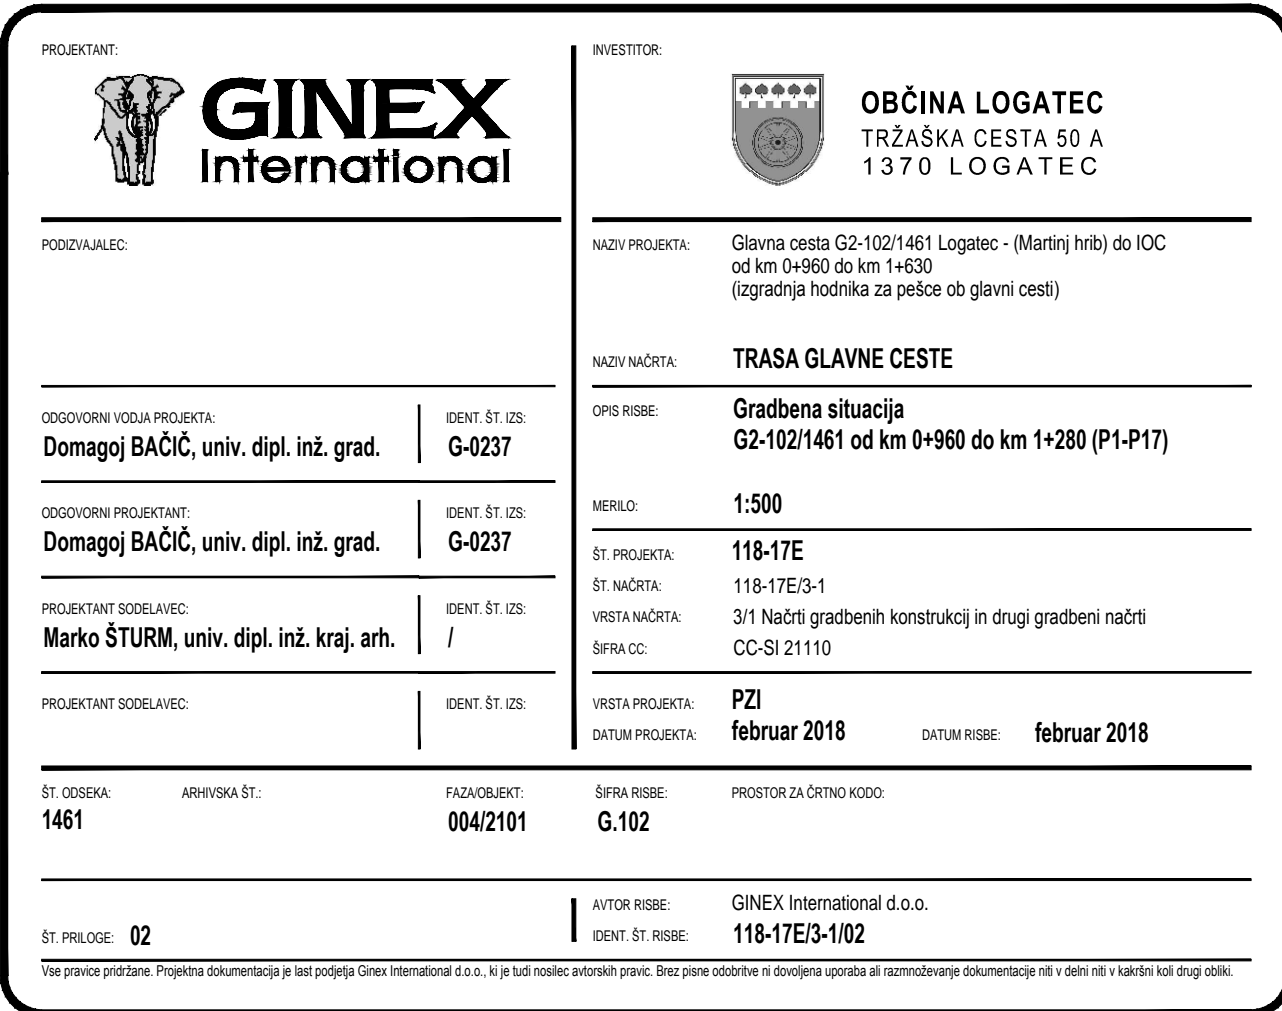 PROJEKTANT:
GINEX
International
INVESTITOR:
OBČINA LOGATEC
TRŽAŠKA CESTA 50 A
1370 LOGATEC
PODIZVAJALEC:
NAZIV PROJEKTA: Glavna cesta G2-102/1461 Logatec - (Martinj hrib) do IOC
od km 0+960 do km 1+630
(izgradnja hodnika za pešce ob glavni cesti)
NAZIV NAČRTA: TRASA GLAVNE CESTE
ODGOVORNI VODJA PROJEKTA: IDENT. ŠT. IZS:
Domagoj BAČIČ, univ. dipl. inž. grad. G-0237
OPIS RISBE: Gradbena situacija
G2-102/1461 od km 0+960 do km 1+280 (P1-P17)
MERILO: 1:500
ODGOVORNI PROJEKTANT: IDENT. ŠT. IZS:
Domagoj BAČIČ, univ. dipl. inž. grad. G-0237
ŠT. PROJEKTA: 118-17E
ŠT. NAČRTA: 118-17E/3-1
VRSTA NAČRTA: 3/1 Načrti gradbenih konstrukcij in drugi gradbeni načrti
ŠIFRA CC: CC-SI 21110
PROJEKTANT SODELAVEC: IDENT. ŠT. IZS:
Marko ŠTURM, univ. dipl. inž. kraj. arh. /
PROJEKTANT SODELAVEC: IDENT. ŠT. IZS:
VRSTA PROJEKTA: PZI
DATUM PROJEKTA: februar 2018 DATUM RISBE: februar 2018
ŠT. ODSEKA: ARHIVSKA ŠT.: FAZA/OBJEKT: ŠIFRA RISBE: PROSTOR ZA ČRTNO KODO:
1461 004/2101 G.102
ŠT. PRILOGE: 02
AVTOR RISBE: GINEX International d.o.o.
IDENT. ŠT. RISBE: 118-17E/3-1/02
Vse pravice pridržane. Projektna dokumentacija je last podjetja Ginex International d.o.o., ki je tudi nosilec avtorskih pravic. Brez pisne odobritve ni dovoljena uporaba ali razmnoževanje dokumentacije niti v delni niti v kakršni koli drugi obliki.